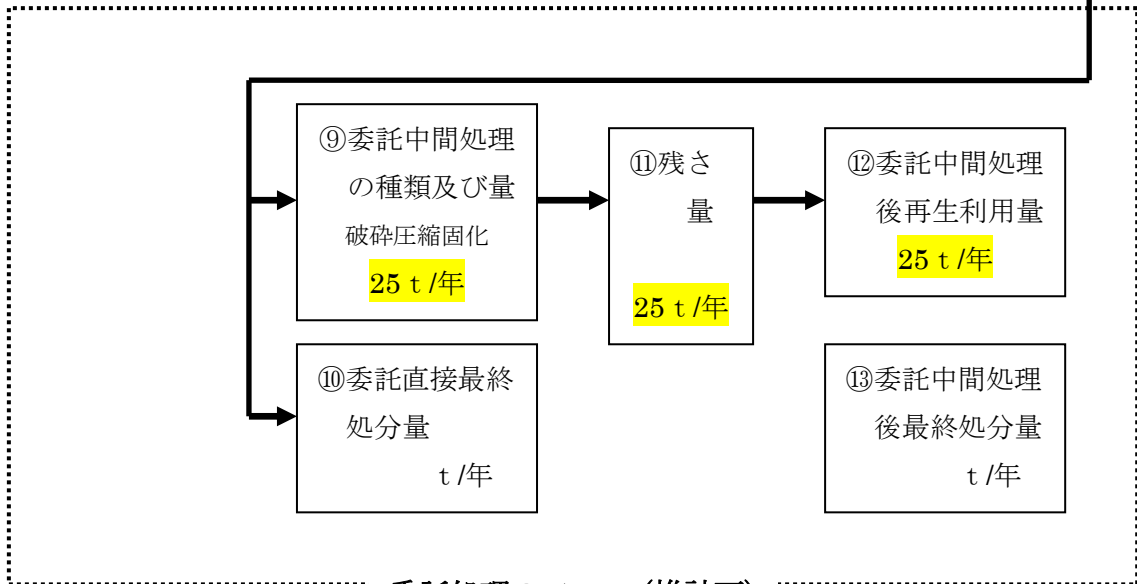 ⑨委託中間処理
の種類及び量
破砕圧縮固化
25ｔ/年
⑪残さ
量
25ｔ/年
⑫委託中間処理
後再生利用量
25ｔ/年
⑩委託直接最終
処分量
ｔ/年
⑬委託中間処理
後最終処分量
ｔ/年